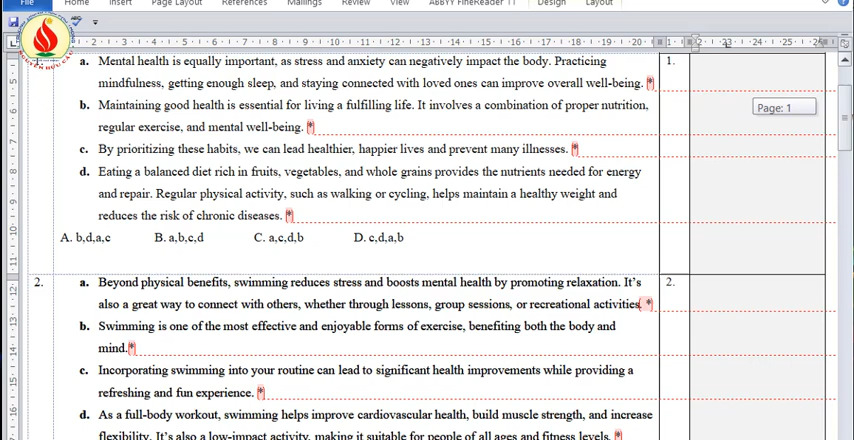 File Home Insert Page Layout References Mailings Review View ABBYY FineReader 11 Design Layout
a. Mental health is equally important, as stress and anxiety can negatively impact the body. Practicing 1.
mindfulness, getting enough sleep, and staying connected with loved ones can improve overall well-being. *
Page: 1
b. Maintaining good health is essential for living a fulfilling life. It involves a combination of proper nutrition,
regular exercise, and mental well-being. *
c. By prioritizing these habits, we can lead healthier, happier lives and prevent many illnesses. *
d. Eating a balanced diet rich in fruits, vegetables, and whole grains provides the nutrients needed for energy
and repair. Regular physical activity, such as walking or cycling, helps maintain a healthy weight and
reduces the risk of chronic diseases. *
A. b,d,a,c B. a,b,c,d C. a,c,d,b D. c,d,a,b
2. a. Beyond physical benefits, swimming reduces stress and boosts mental health by promoting relaxation. It's 2.
also a great way to connect with others, whether through lessons, group sessions, or recreational activities. *
b. Swimming is one of the most effective and enjoyable forms of exercise, benefiting both the body and
mind. *
c. Incorporating swimming into your routine can lead to significant health improvements while providing a
refreshing and fun experience. *
d. As a full-body workout, swimming helps improve cardiovascular health, build muscle strength, and increase
flexibility. It's also a low-impact activity, making it suitable for people of all ages and fitness levels. *